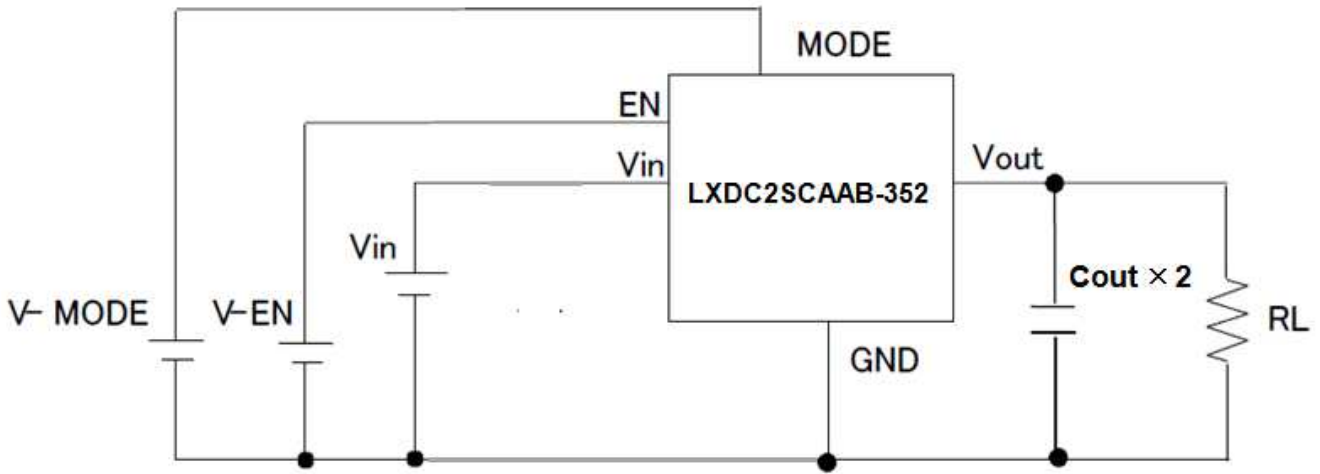 MODE
EN
Vin
LXDC2SCAAB-352
Vout
Vin
V- MODE
V-EN
Cout × 2
RL
GND